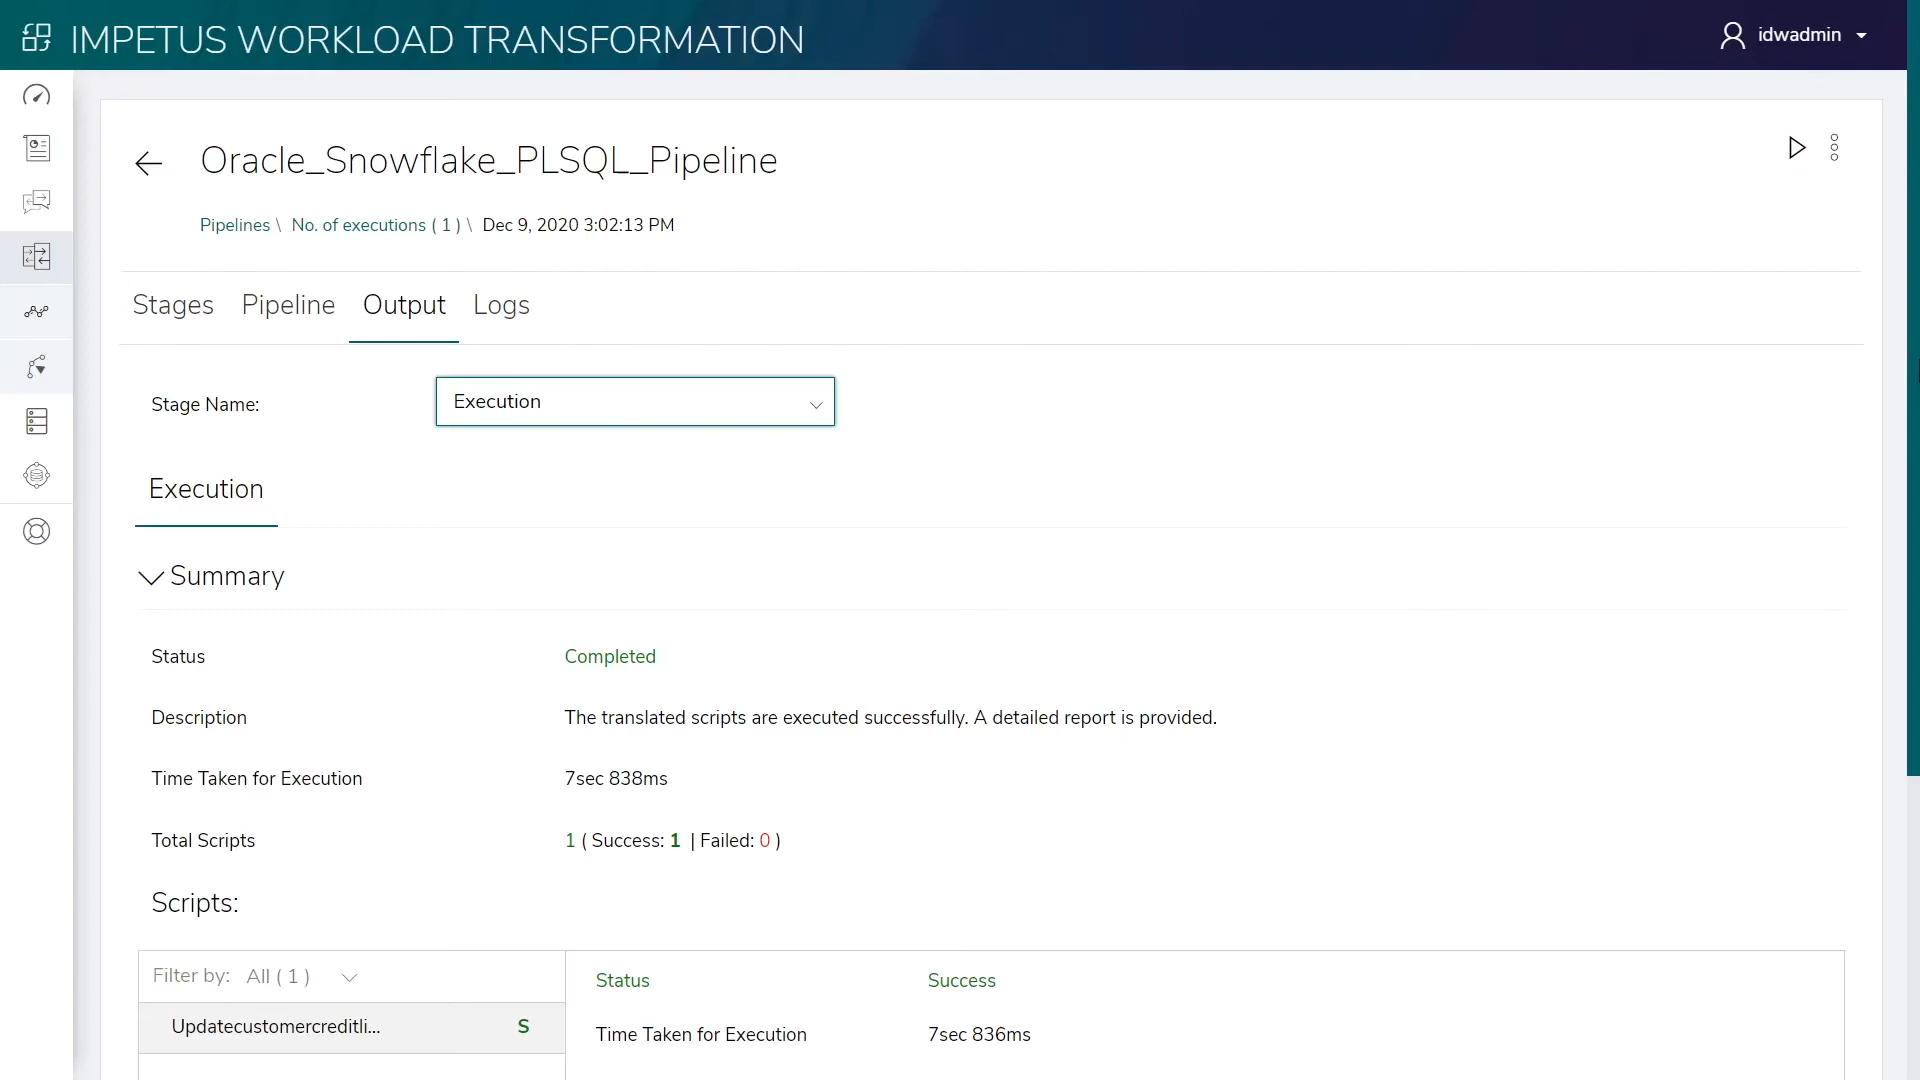 IMPETUS WORKLOAD TRANSFORMATION
idwadmin
Oracle_Snowflake_PLSQL_Pipeline
Pipelines \ No. of executions ( 1 ) \ Dec 9, 2020 3:02:13 PM
Stages Pipeline Output Logs
Stage Name: Execution
Execution
Summary
Status Completed
Description The translated scripts are executed successfully. A detailed report is provided.
Time Taken for Execution 7sec 838ms
Total Scripts 1 ( Success: 1 | Failed: 0 )
Scripts:
Filter by: All ( 1 )
Updatecustomercreditli... S
Status Success
Time Taken for Execution 7sec 836ms